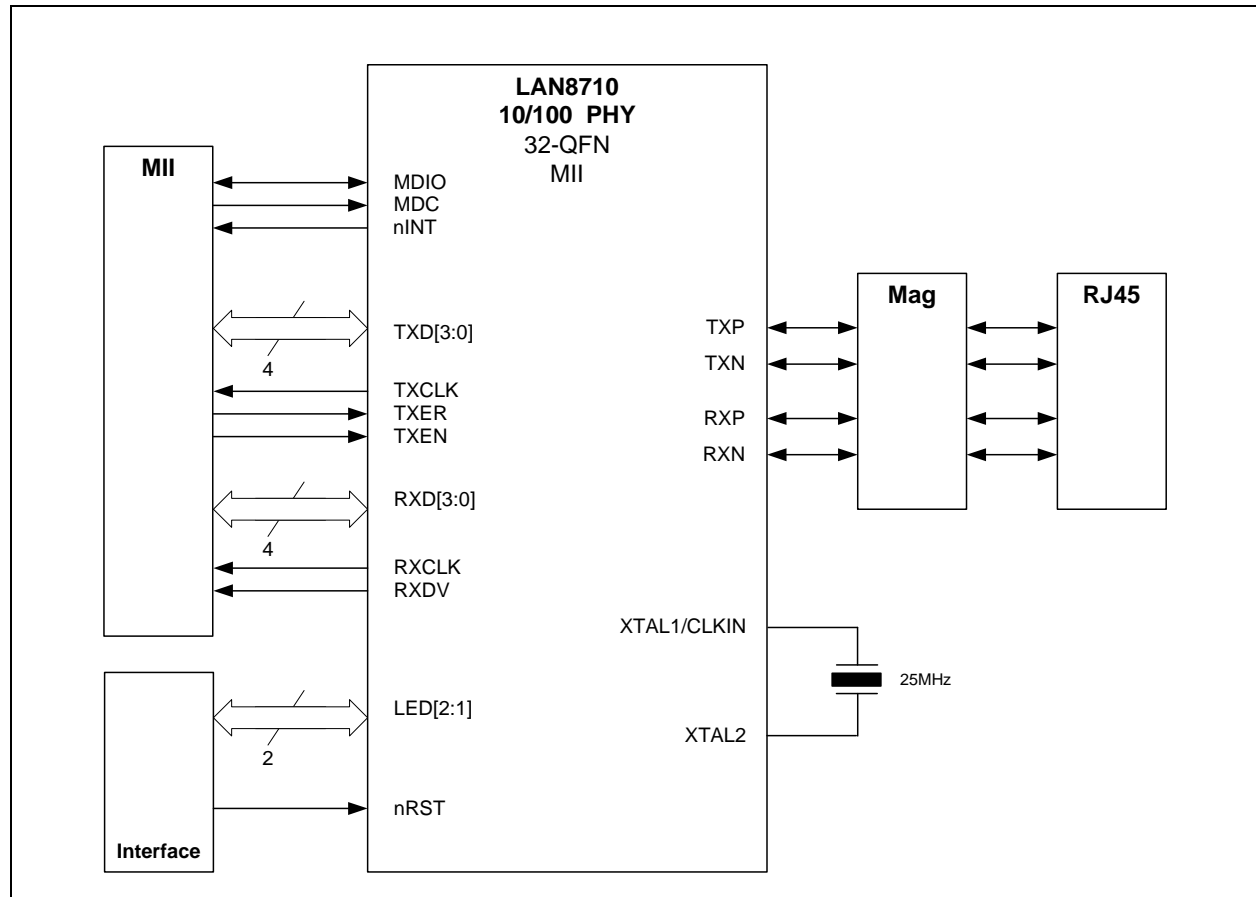 LAN8710
10/100 PHY
32-QFN
MII
MII
MDIO
MDC
nINT
TXD[3:0]
4
TXCLK
TXER
TXEN
RXD[3:0]
4
RXCLK
RXDV
LED[2:1]
2
nRST
Interface
TXP
TXN
RXP
RXN
Mag
RJ45
XTAL1/CLKIN
25MHz
XTAL2